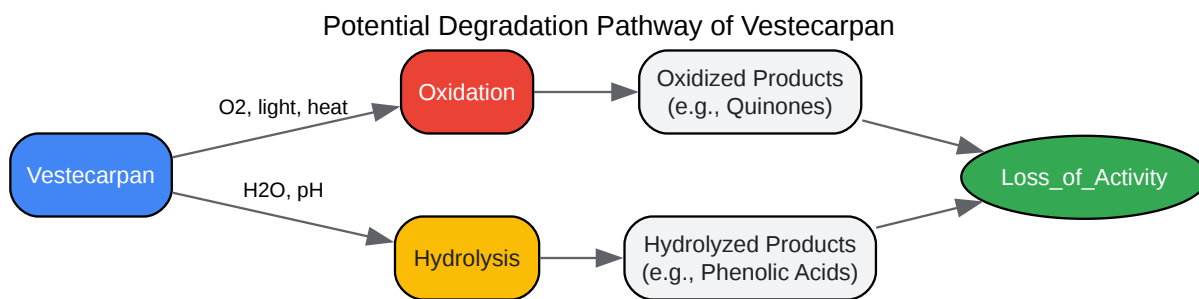 Potential Degradation Pathway of Vestecarpan
Vestecarpan
O2, light, heat
Oxidation
Oxidized Products
(e.g., Quinones)
H2O, pH
Hydrolysis
Hydrolyzed Products
(e.g., Phenolic Acids)
Loss_of_Activity